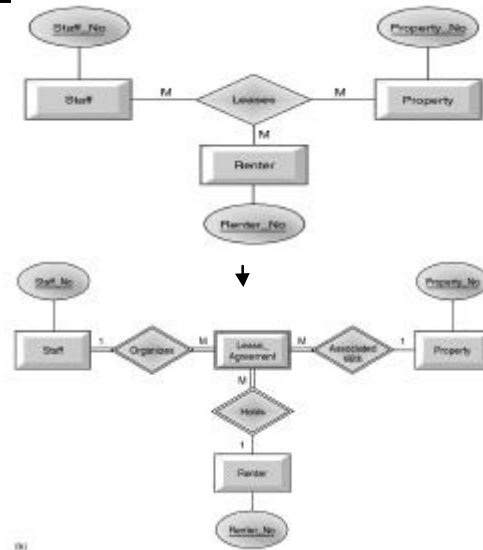 Staff_No
Property_No
Staff
M
Leases
M
Property
M
Renter
Renter_No
Staff_No
Property_No
Staff
1
Organizes
M
Lease_
Agreement
M
Associated
With
1
Property
M
Holds
1
Renter
Renter_No
(b)